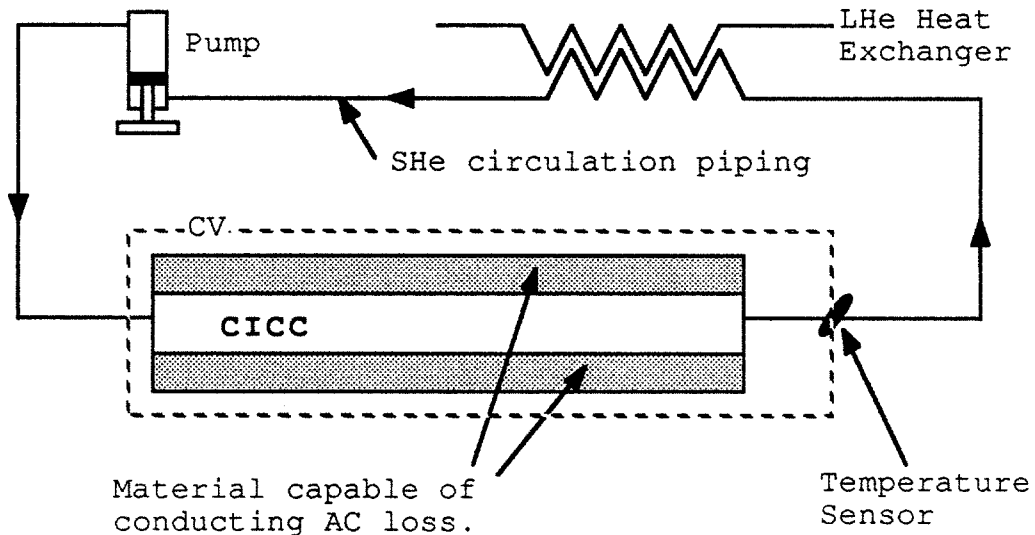 Pump
LHe Heat
Exchanger
SHe circulation piping
CV
CICC
Material capable of
conducting AC loss.
Temperature
Sensor